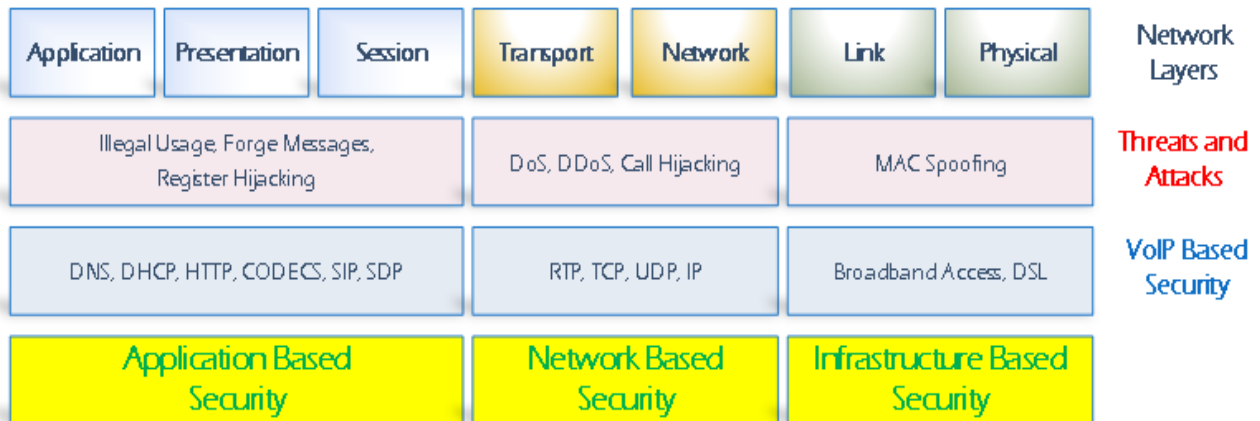 Application Presentation Session Transport Network Link Physical Network
Layers
Illegal Usage, Forge Messages,
Register Hijacking
DoS, DDoS, Call Hijacking
MAC Spoofing
Threats and
Attacks
DNS, DHCP, HTTP, CODECS, SIP, SDP
RTP, TCP, UDP, IP
Broadband Access, DSL
VoIP Based
Security
Application Based
Security
Network Based
Security
Infrastructure Based
Security